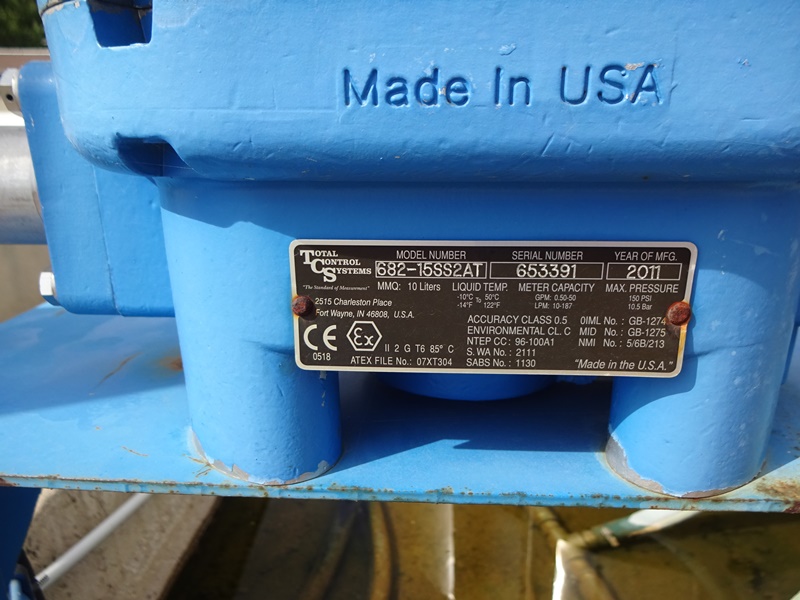 Made In USA
TOTAL CONTROL SYSTEMS
"The Standard of Measurement"
MODEL NUMBER SERIAL NUMBER YEAR OF MFG.
682-15SS2AT 653391 2011
MMQ: 10 Liters LIQUID TEMP. METER CAPACITY MAX. PRESSURE
-10°C To 50°C GPM: 0.50-50 150 PSI
-14°F 122°F LPM: 10-187 10.5 Bar
2515 Charleston Place
Fort Wayne, IN 46808, U.S.A.
ACCURACY CLASS 0.5 OIML No : GB-1274
ENVIRONMENTAL CL. C MID No : GB-1275
NTEP CC: 96-100A1 NMI No : 5/6B/213
CE Ex II 2 G T6 85° C S. WA No : 2111
0518 ATEX FILE No.: 07XT304 SABS No : 1130 "Made in the U.S.A."